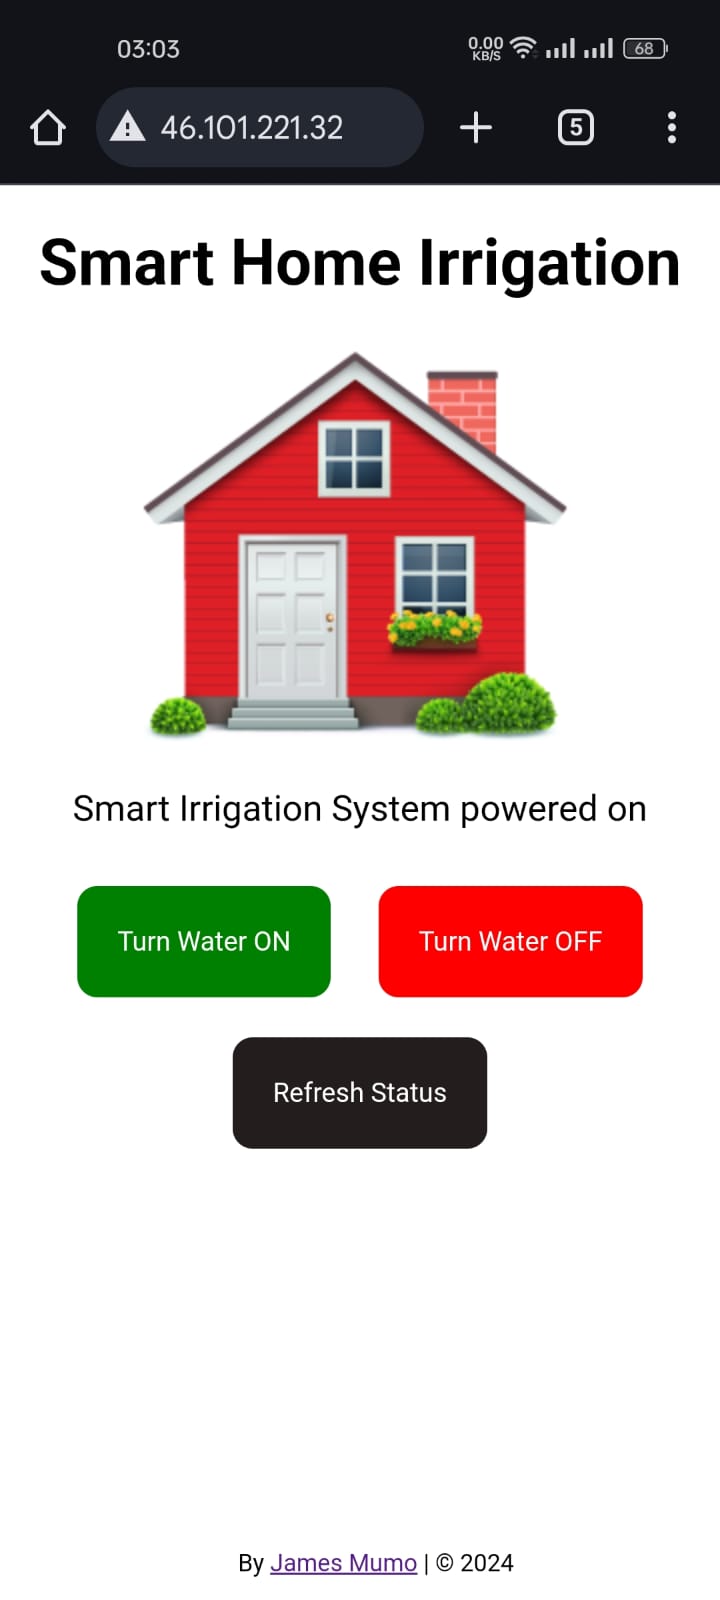 03:03
0.00
KB/S
68
46.101.221.32
5
Smart Home Irrigation
Smart Irrigation System powered on
Turn Water ON
Turn Water OFF
Refresh Status
By James Mumo | © 2024